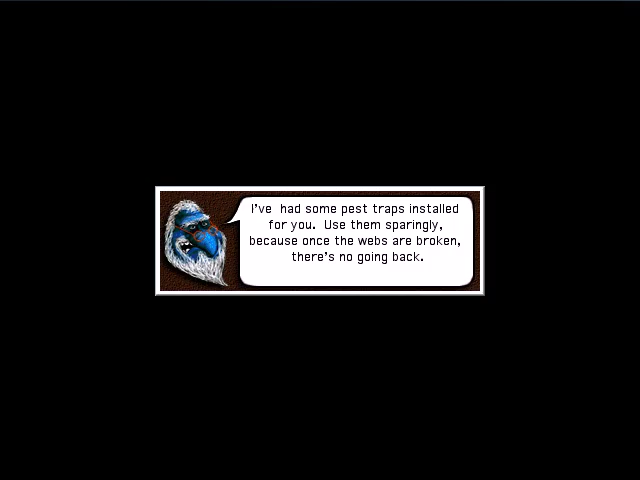 I've  had some pest traps installed
for you.  Use them sparingly,
because once the webs are broken,
there's no going back.